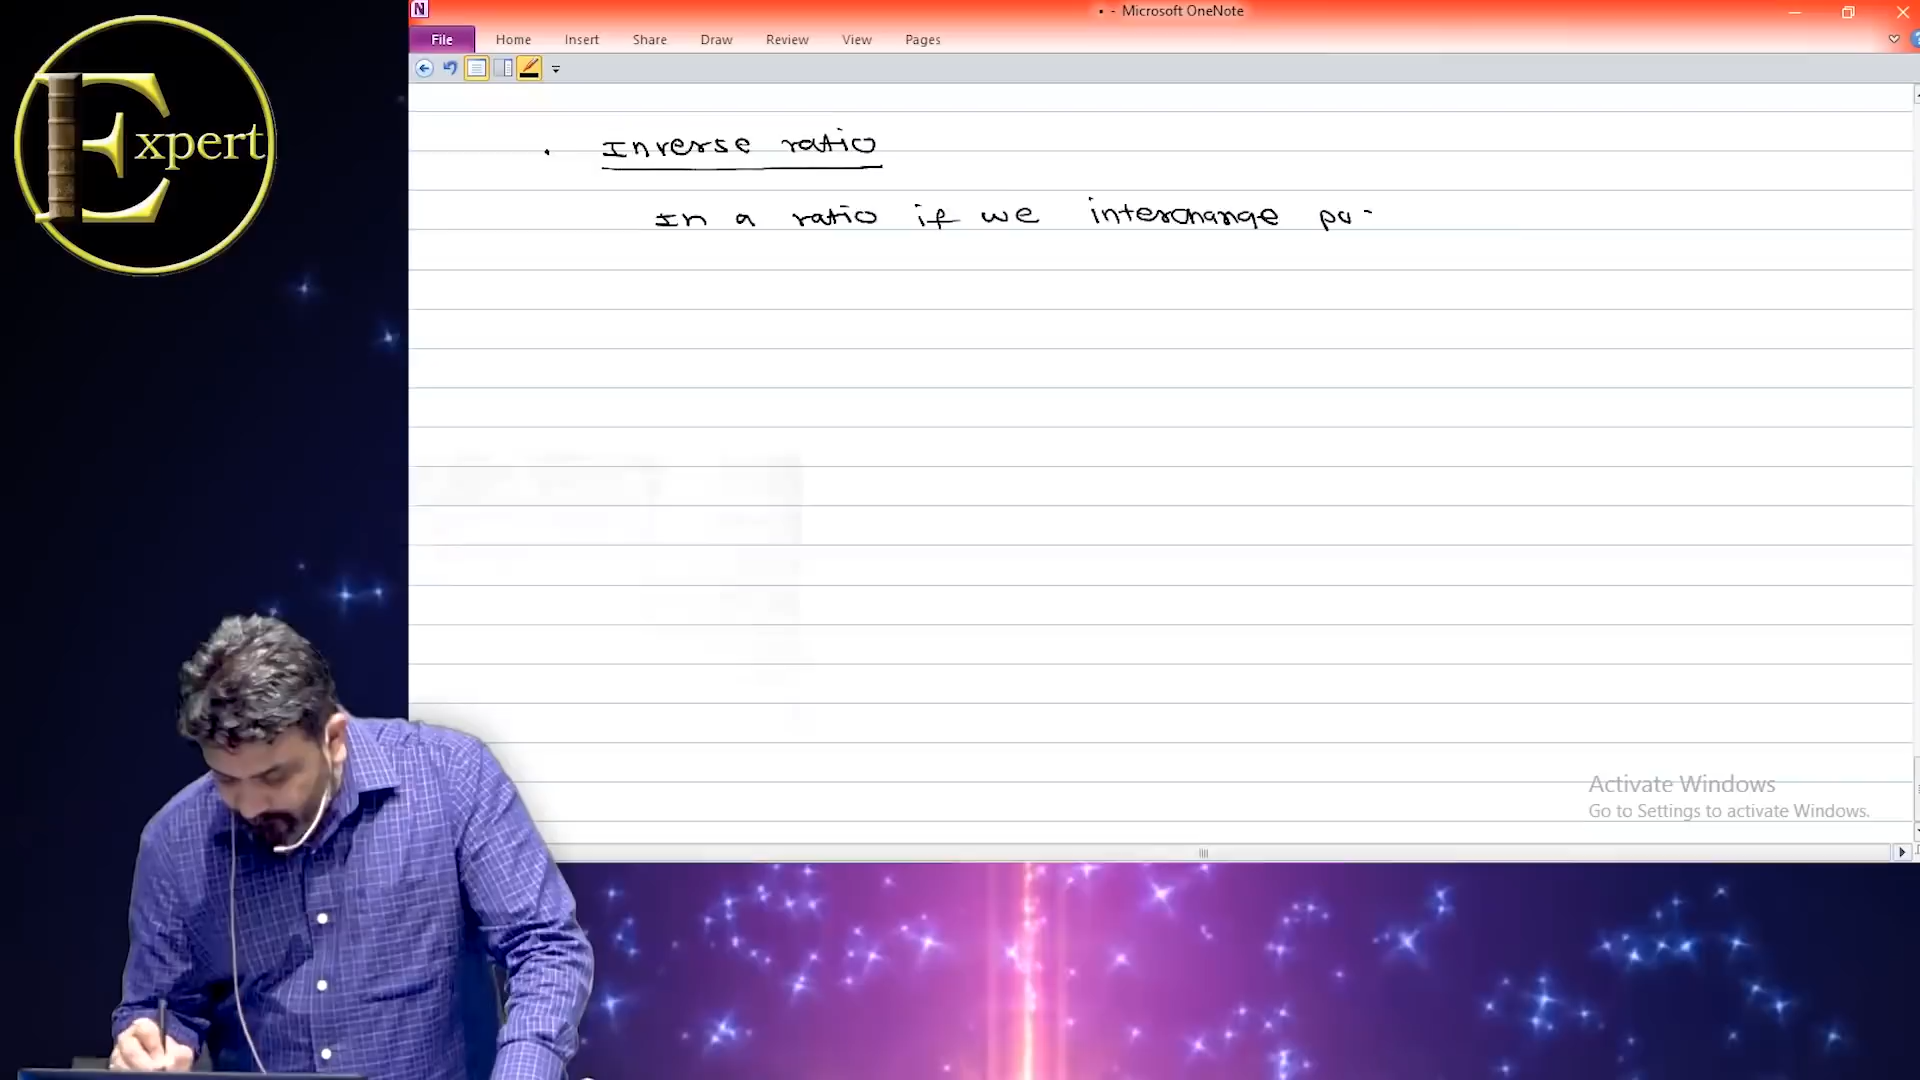 Expert
• - Microsoft OneNote
File Home Insert Share Draw Review View Pages
• Inverse ratio
In a ratio if we interchange po
Activate Windows
Go to Settings to activate Windows.